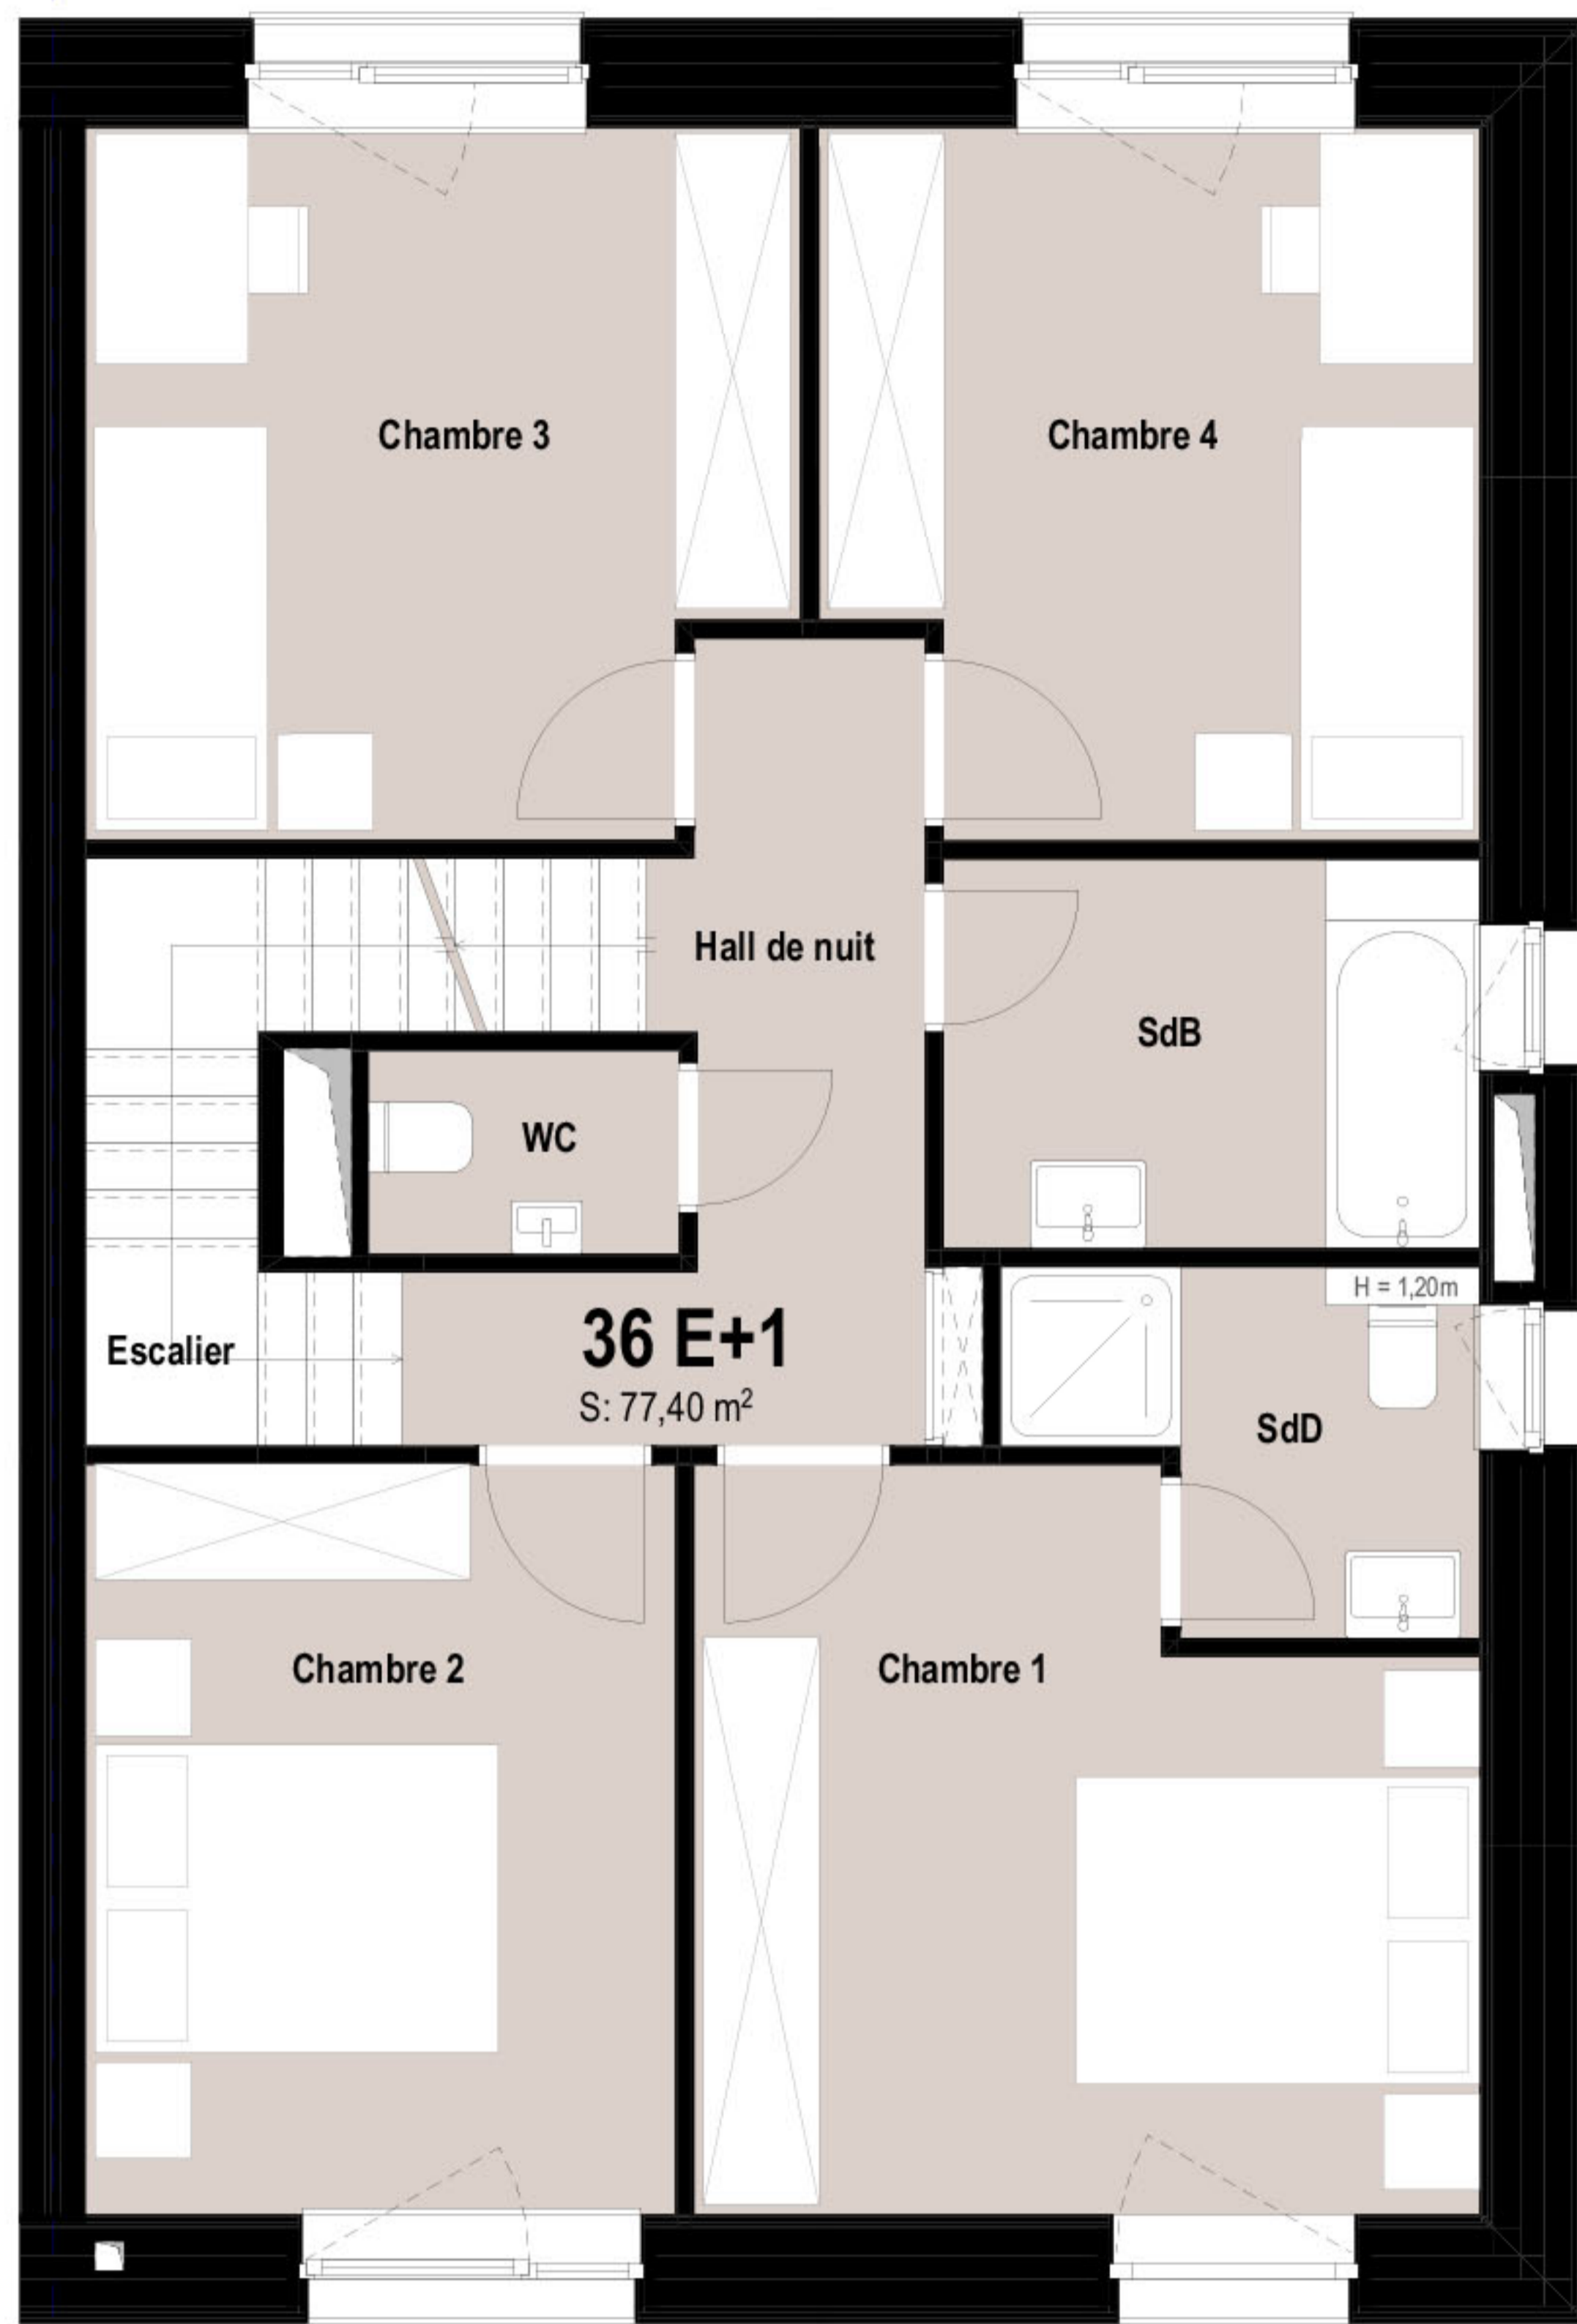 Chambre 3
Chambre 4
Hall de nuit
SdB
WC
H = 1,20m
36 E+1
Escalier
S: 77,40 m²
SdD
Chambre 2
Chambre 1